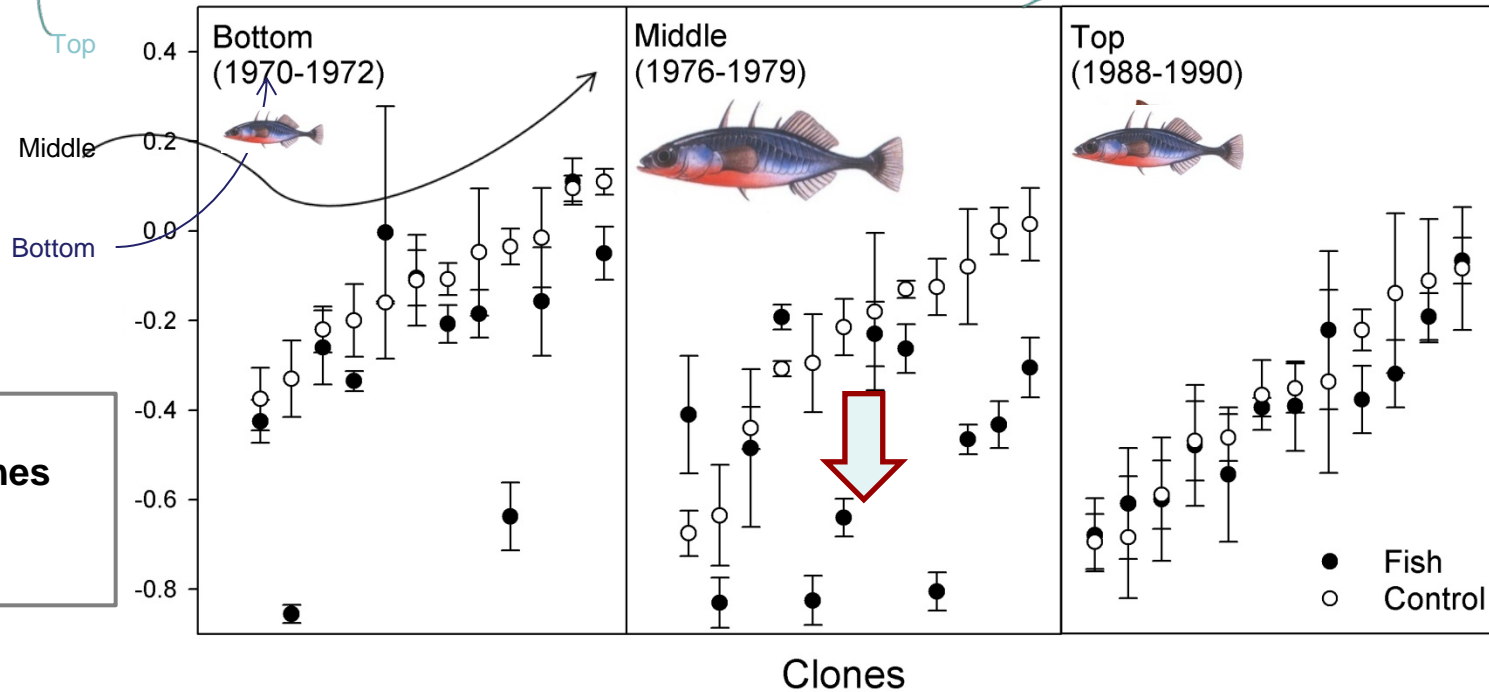 Top
Middle
Bottom
nes
0.4
0.2
0.0
-0.2
-0.4
-0.6
-0.8
Bottom
(1970-1972)
Middle
(1976-1979)
Top
(1988-1990)
Fish
Control
Clones